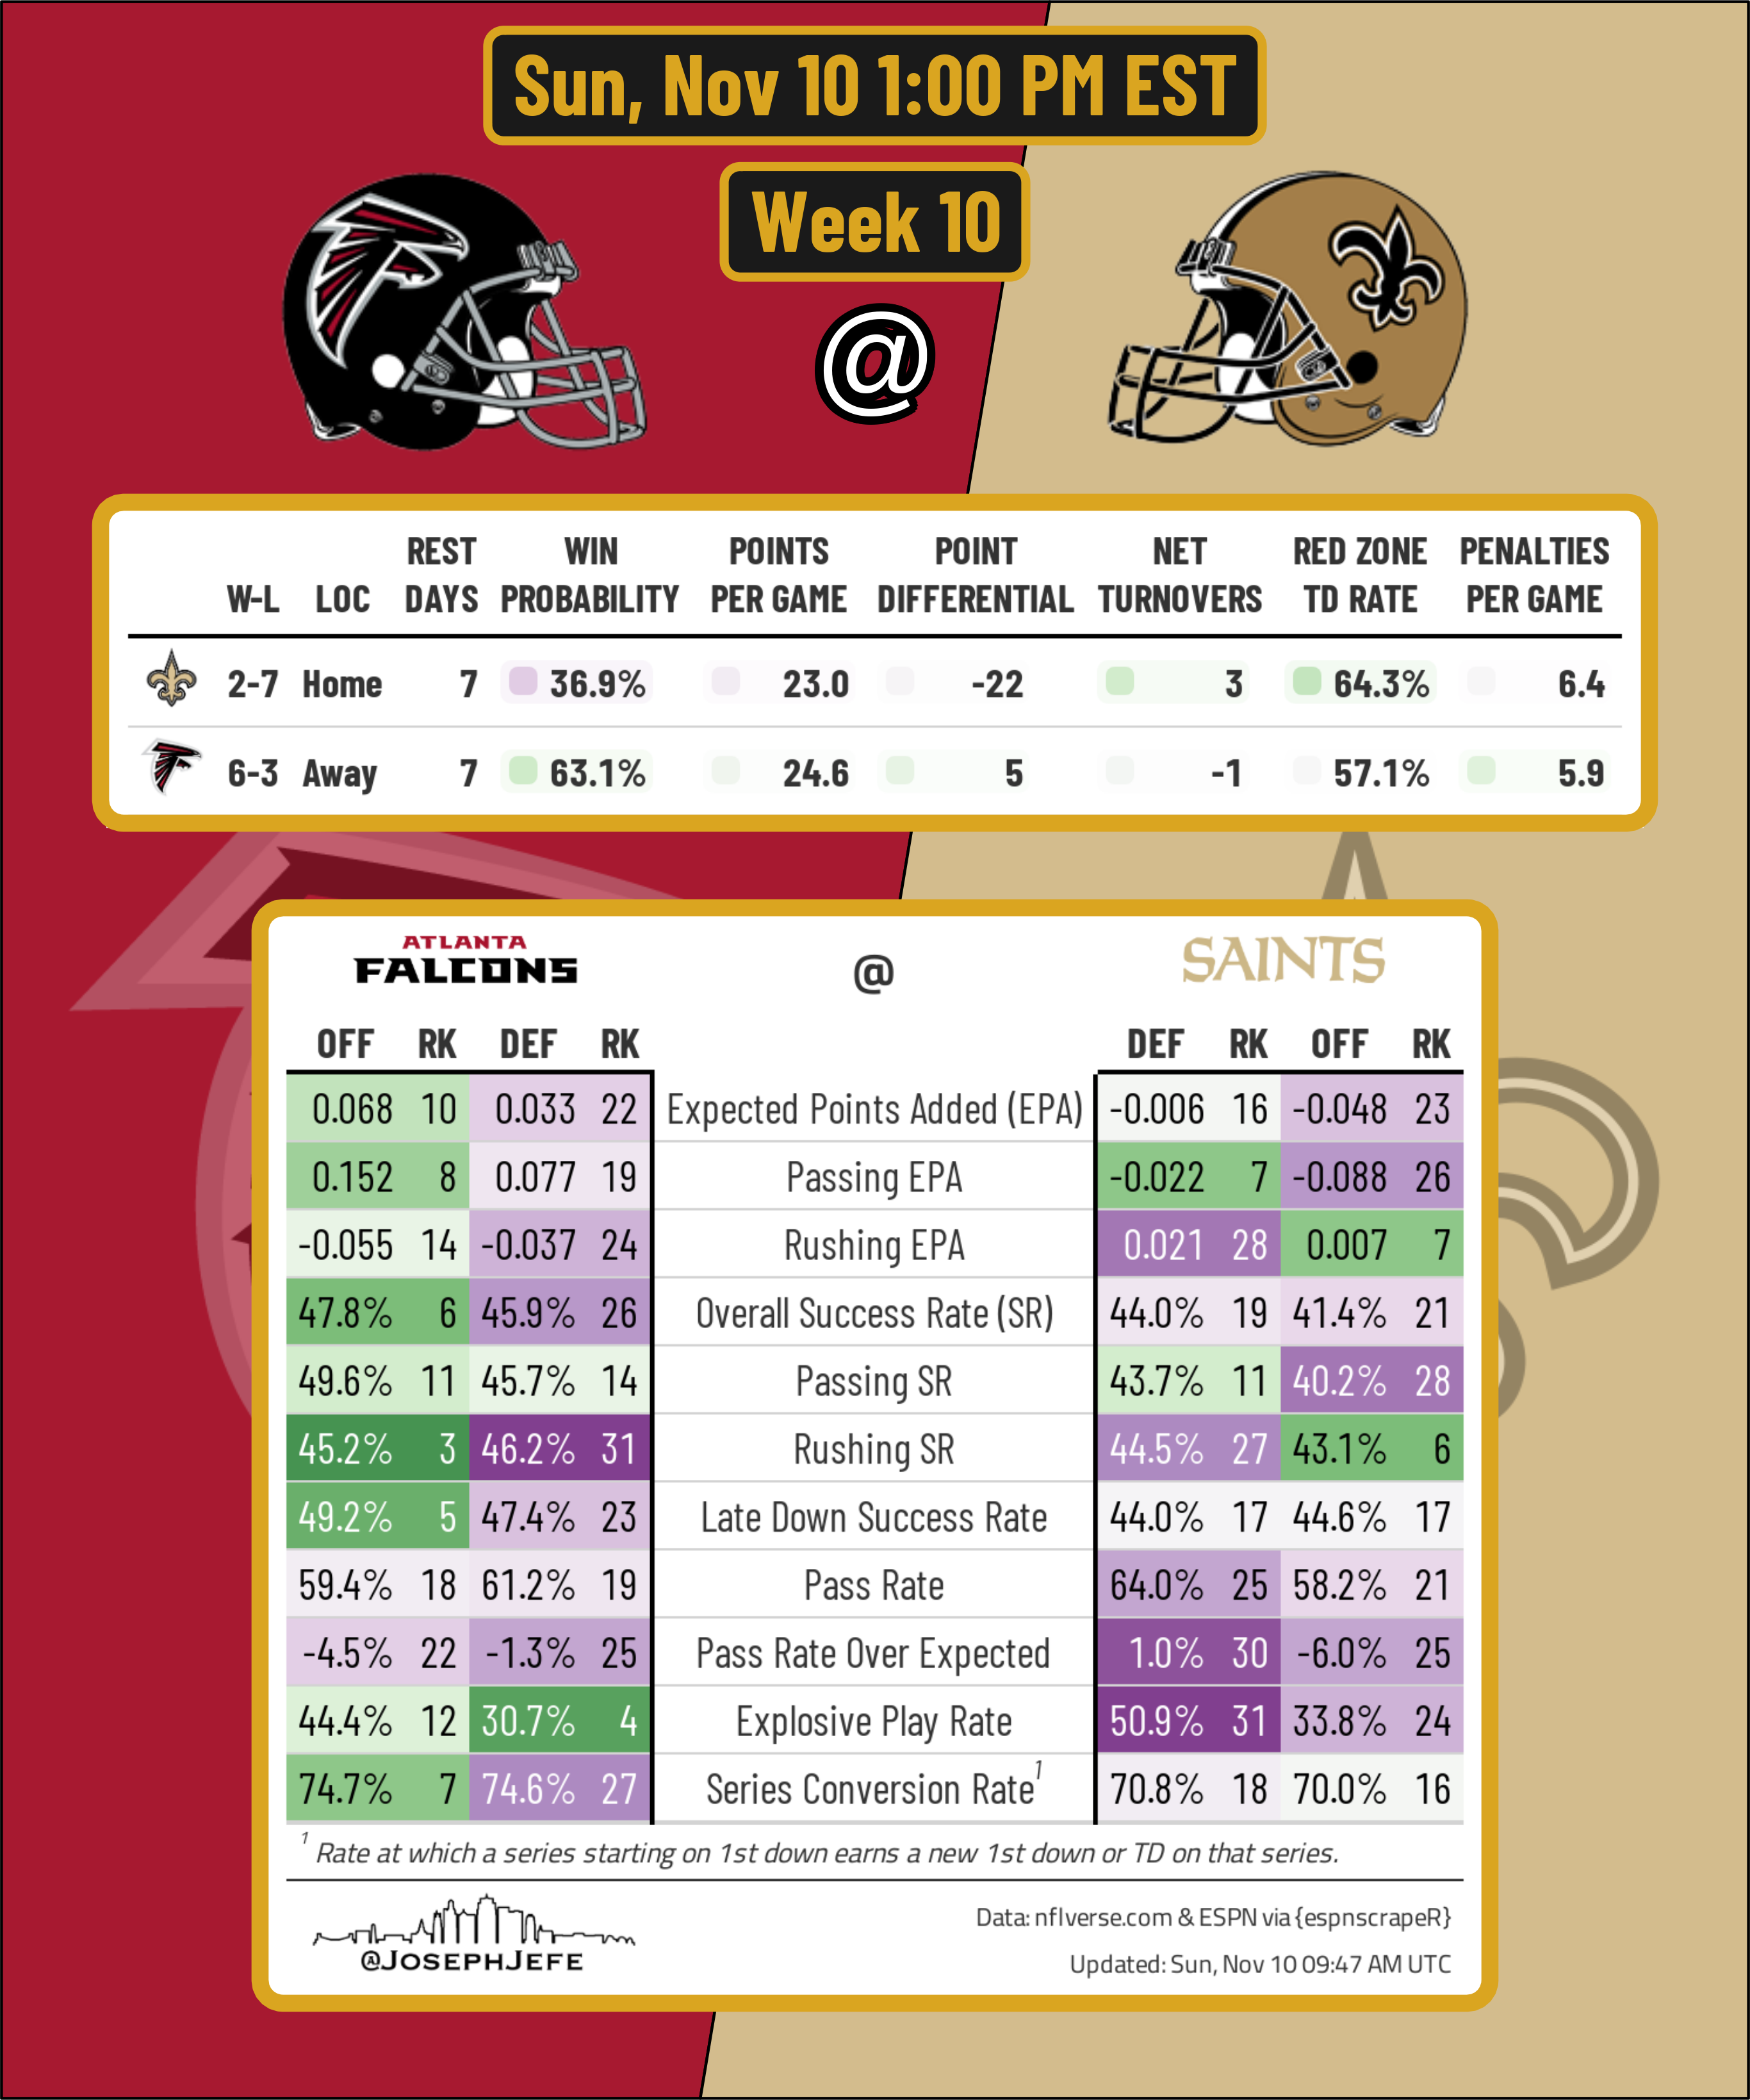 Sun, Nov 10 1:00 PM EST
Week 10
@
REST WIN POINTS POINT NET RED ZONE PENALTIES
W-L LOC DAYS PROBABILITY PER GAME DIFFERENTIAL TURNOVERS TD RATE PER GAME
2-7 Home 7 36.9% 23.0 -22 3 64.3% 6.4
6-3 Away 7 63.1% 24.6 5 -1 57.1% 5.9
ATLANTA
FALCONS @ SAINTS
OFF RK DEF RK DEF RK OFF RK
0.068 10 0.033 22 Expected Points Added (EPA) -0.006 16 -0.048 23
0.152 8 0.077 19 Passing EPA -0.022 7 -0.088 26
-0.055 14 -0.037 24 Rushing EPA 0.021 28 0.007 7
47.8% 6 45.9% 26 Overall Success Rate (SR) 44.0% 19 41.4% 21
49.6% 11 45.7% 14 Passing SR 43.7% 11 40.2% 28
45.2% 3 46.2% 31 Rushing SR 44.5% 27 43.1% 6
49.2% 5 47.4% 23 Late Down Success Rate 44.0% 17 44.6% 17
59.4% 18 61.2% 19 Pass Rate 64.0% 25 58.2% 21
-4.5% 22 -1.3% 25 Pass Rate Over Expected 1.0% 30 -6.0% 25
44.4% 12 30.7% 4 Explosive Play Rate 50.9% 31 33.8% 24
74.7% 7 74.6% 27 Series Conversion Rate¹ 70.8% 18 70.0% 16
¹ Rate at which a series starting on 1st down earns a new 1st down or TD on that series.
@JOSEPHJEFE
Data: nflverse.com & ESPN via {espnscrapeR}
Updated: Sun, Nov 10 09:47 AM UTC